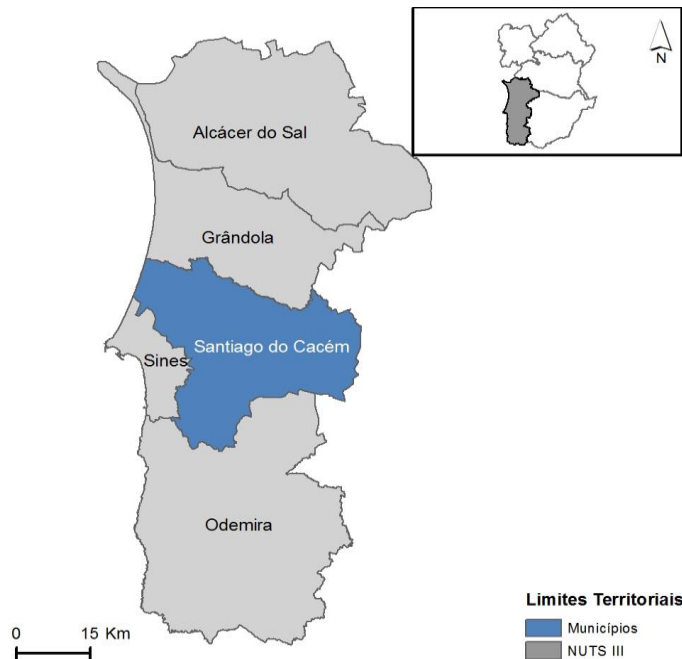 N
Alcácer do Sal
Grândola
Santiago do Cacém
Sines
Odemira
0 15 Km
Limites Territoriais
Municípios
NUTS III